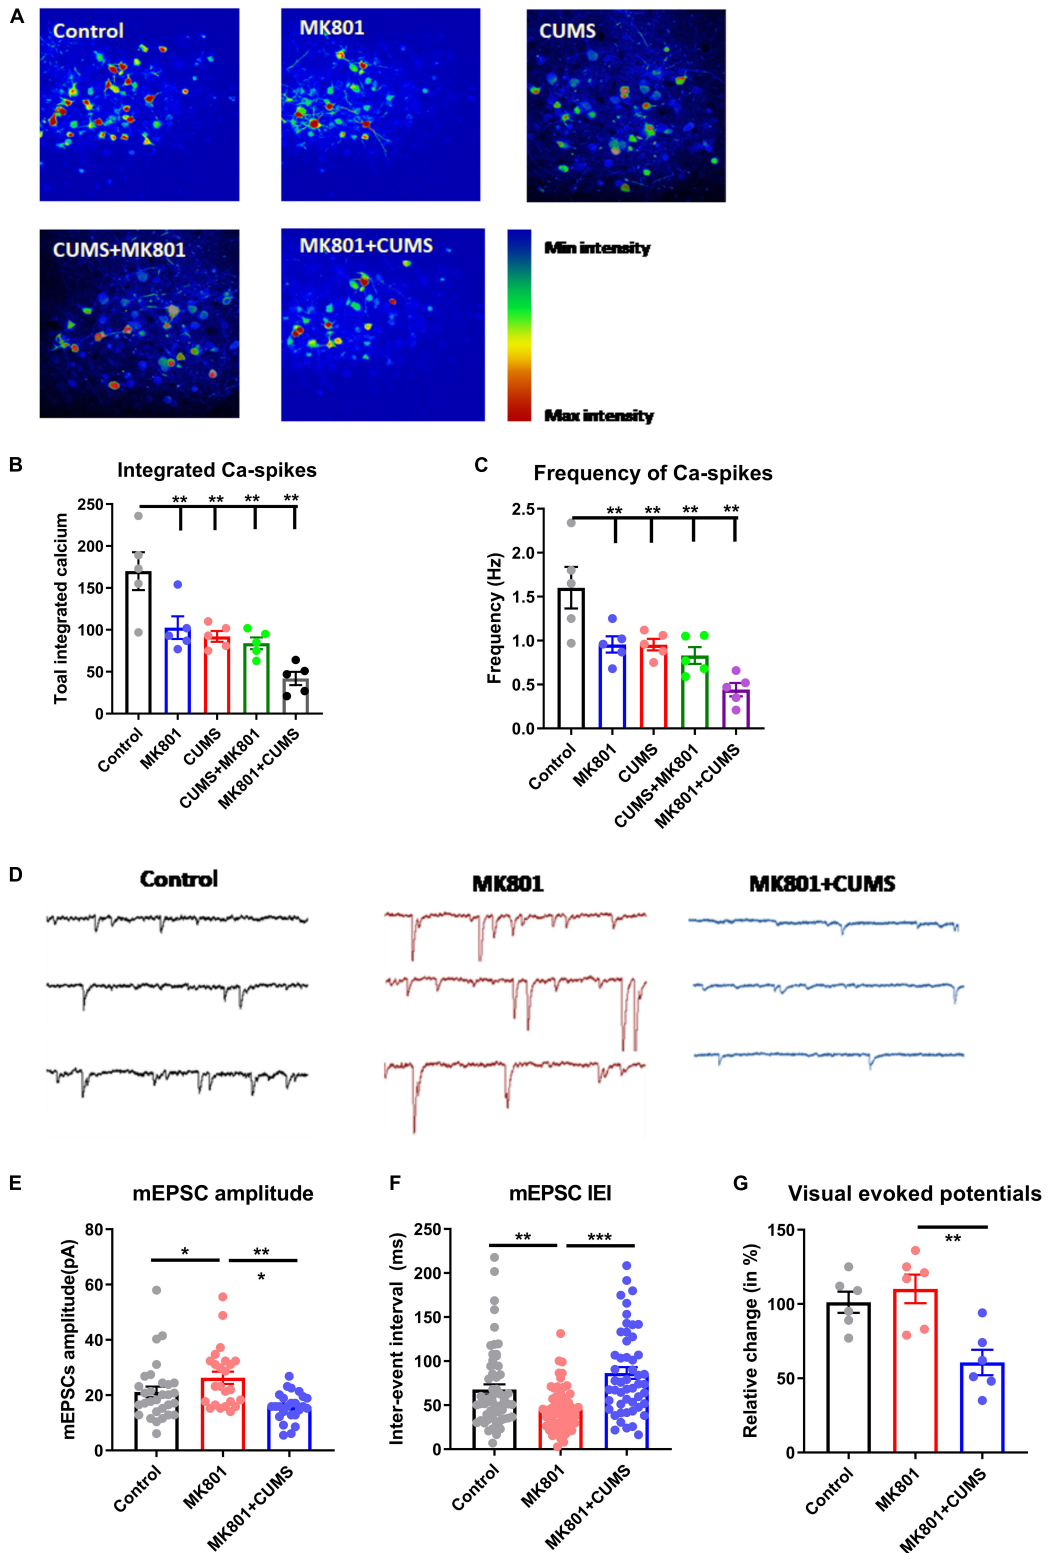 A
Control
MK801
CUMS
CUMS+MK801
MK801+CUMS
Min intensity
Max intensity
B
Integrated Ca-spikes
Toal integrated calcium
250
200
150
100
50
0
** ** ** **
Control
MK801
CUMS
CUMS+MK801
MK801+CUMS
C
Frequency of Ca-spikes
Frequency (Hz)
2.5
2.0
1.5
1.0
0.5
0.0
** ** ** **
Control
MK801
CUMS
CUMS+MK801
MK801+CUMS
D
Control
MK801
MK801+CUMS
E
mEPSC amplitude
mEPSCs amplitude(pA)
80
60
40
20
0
* **
*
Control
MK801
MK801+CUMS
F
mEPSC IEI
Inter-event interval (ms)
250
200
150
100
50
0
** ***
Control
MK801
MK801+CUMS
G
Visual evoked potentials
Relative change (in %)
150
100
50
0
**
Control
MK801
MK801+CUMS